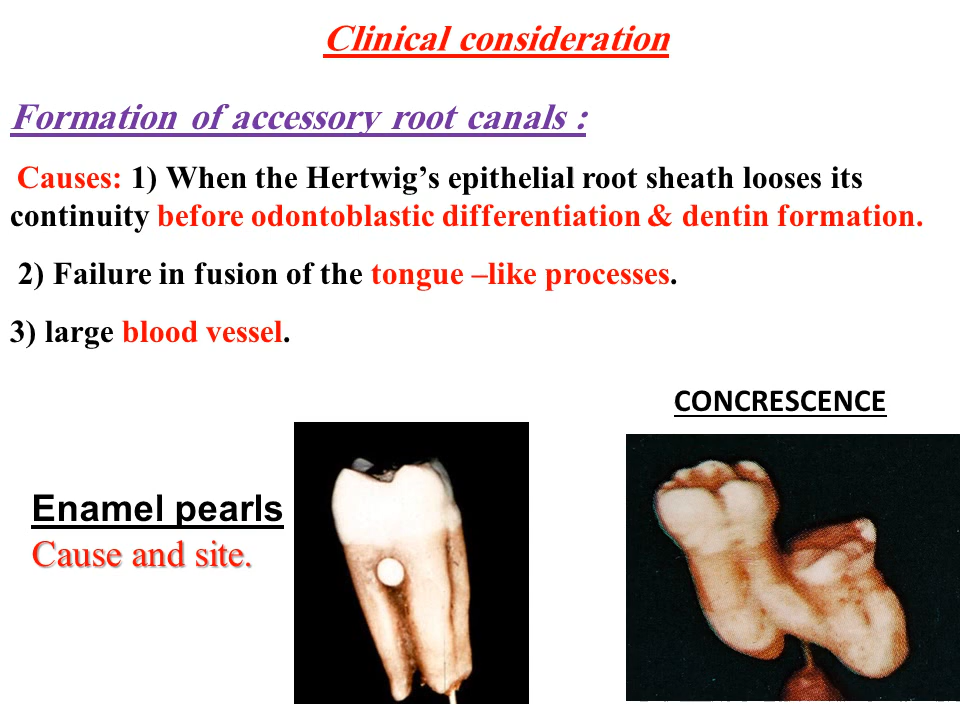 Clinical consideration
Formation of accessory root canals :
Causes: 1) When the Hertwig’s epithelial root sheath looses its
continuity before odontoblastic differentiation & dentin formation.
2) Failure in fusion of the tongue –like processes.
3) large blood vessel.
CONCRESCENCE
Enamel pearls
Cause and site.